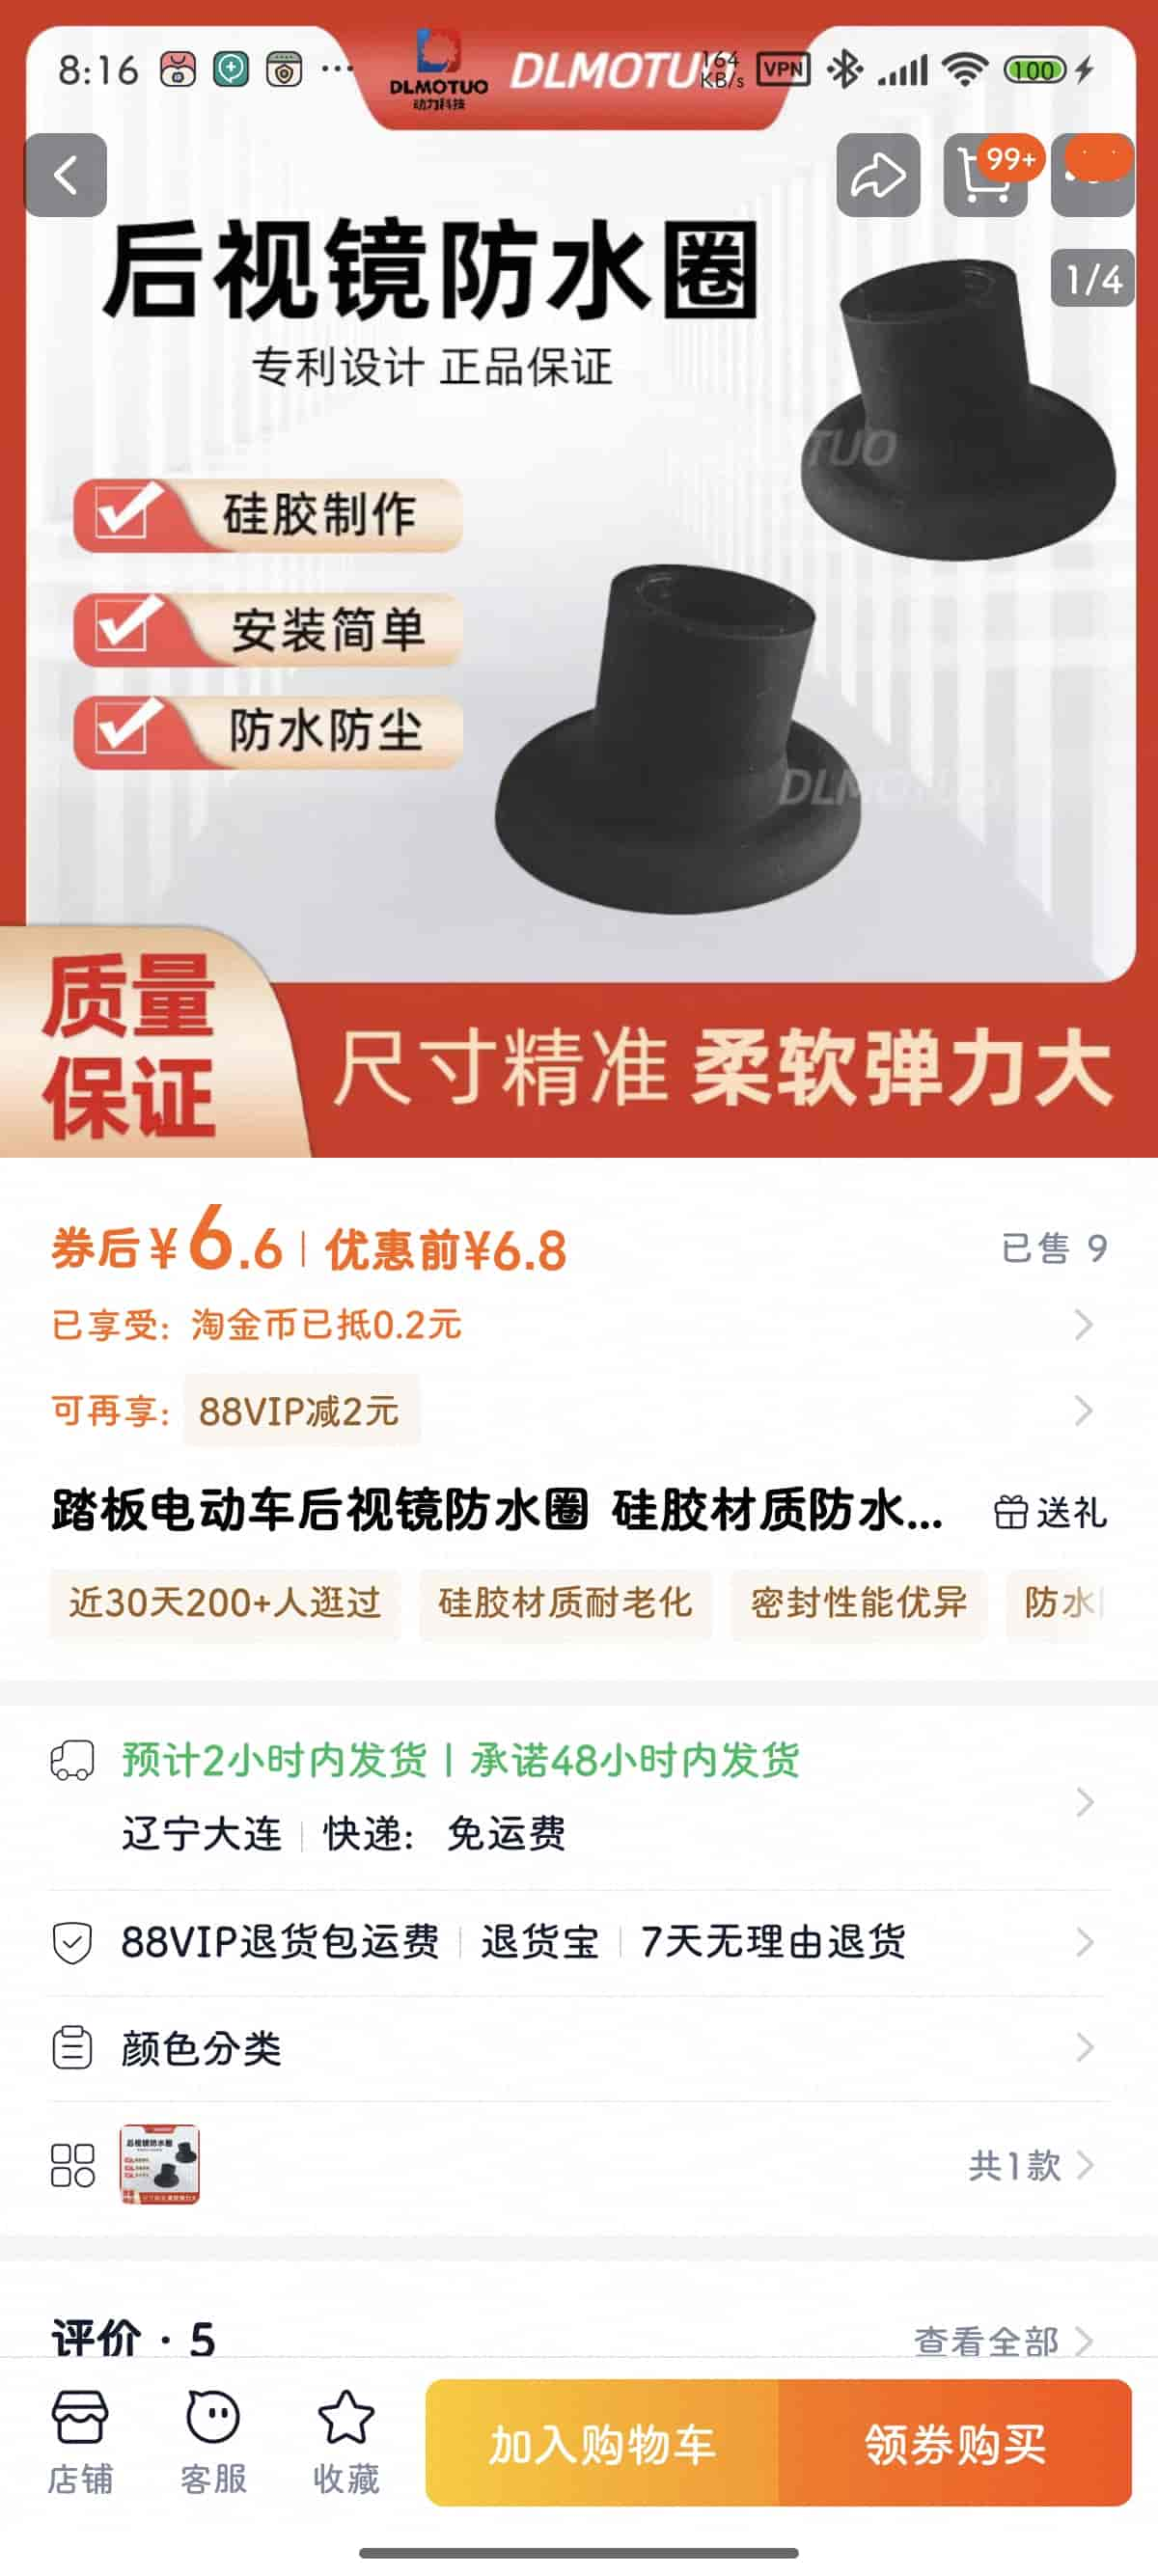 8:16
164 KB/s
VPN
100
DLMOTUO
动力科技
DLMOTUO
99+
1/4
后视镜防水圈
专利设计 正品保证
硅胶制作
安装简单
防水防尘
TUO
DLMOTUO
质量
保证
尺寸精准 柔软弹力大
券后¥6.6 | 优惠前¥6.8
已售 9
已享受: 淘金币已抵0.2元
可再享: 88VIP减2元
踏板电动车后视镜防水圈 硅胶材质防水...
送礼
近30天200+人逛过
硅胶材质耐老化
密封性能优异
防水
预计2小时内发货 | 承诺48小时内发货
辽宁大连 | 快递: 免运费
88VIP退货包运费 | 退货宝 | 7天无理由退货
颜色分类
后视镜防水圈
共1款
评价 · 5
查看全部
店铺
客服
收藏
加入购物车
领券购买